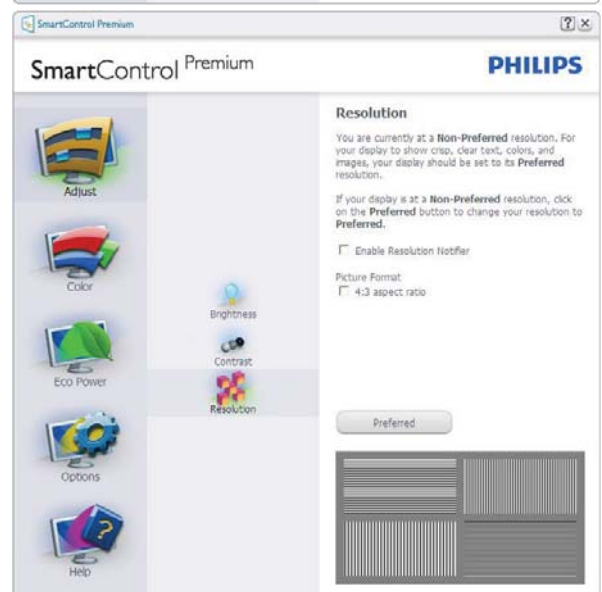 SmartControl Premium
SmartControl Premium
PHILIPS
Adjust
Color
Eco Power
Options
Help
Brightness
Contrast
Resolution
Resolution
You are currently at a Non-Preferred resolution. For
your display to show crisp, clear text, colors, and
images, your display should be set to its Preferred
resolution.
If your display is at a Non-Preferred resolution, click
on the Preferred button to change your resolution to
Preferred.
Enable Resolution Notifier
Picture Format
4:3 aspect ratio
Preferred